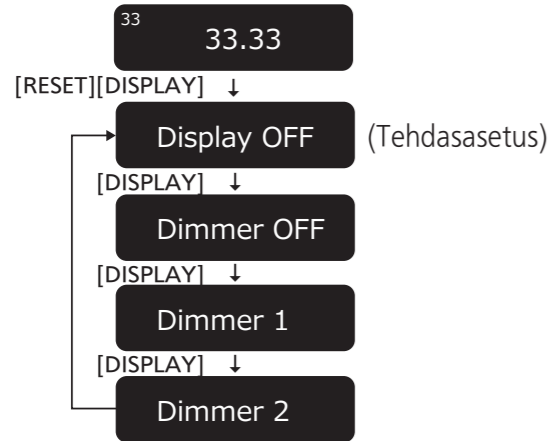 33
33.33
[RESET][DISPLAY] ↓
Display OFF (Tehdasasetus)
[DISPLAY] ↓
Dimmer OFF
[DISPLAY] ↓
Dimmer 1
[DISPLAY] ↓
Dimmer 2